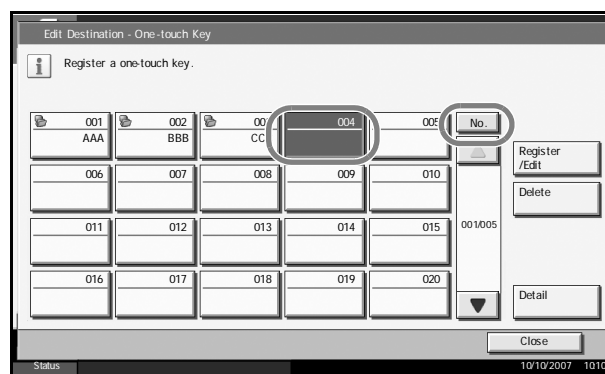 Edit Destination - One-touch Key
Register a one-touch key.
001 002 00 004 005 No.
AAA BBB CC
Register
/Edit
006 007 008 009 010
Delete
011 012 013 014 015 001/005
016 017 018 019 020
Detail
Close
Status 10/10/2007 10:10